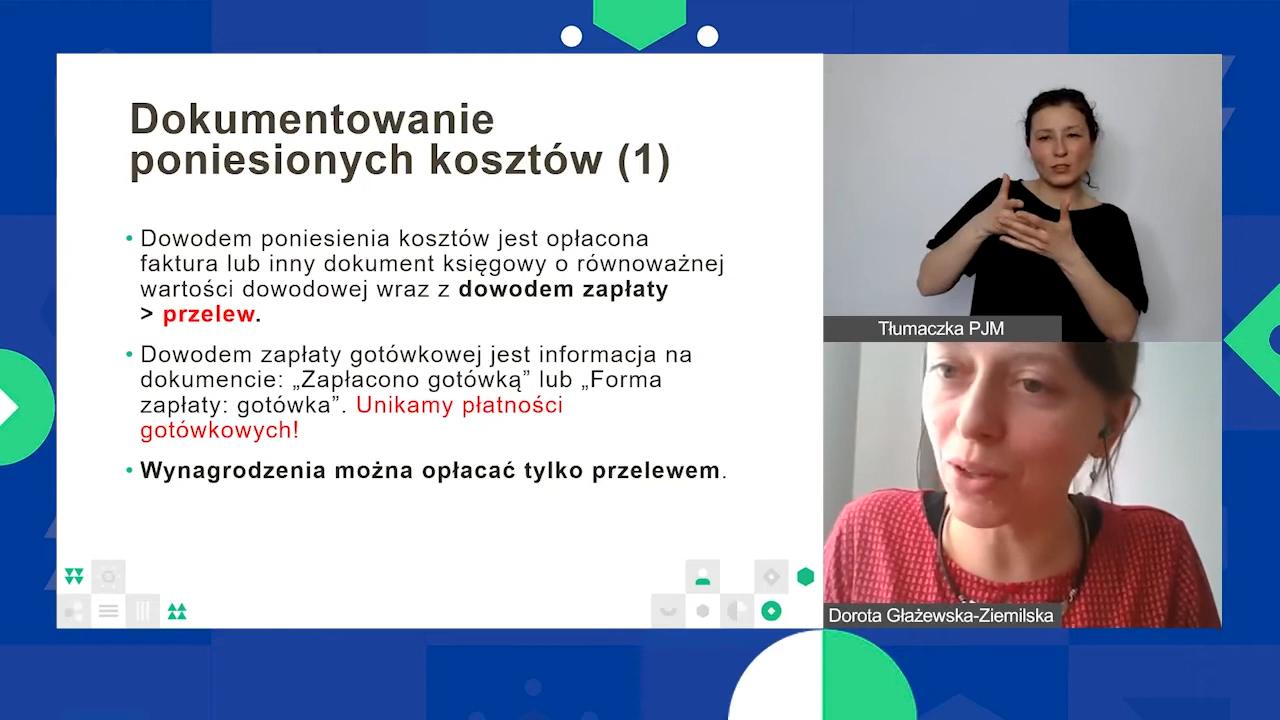 Dokumentowanie
poniesionych kosztów (1)
• Dowodem poniesienia kosztów jest opłacona
faktura lub inny dokument księgowy o równoważnej
wartości dowodowej wraz z dowodem zapłaty
> przelew.
• Dowodem zapłaty gotówkowej jest informacja na
dokumencie: „Zapłacono gotówką” lub „Forma
zapłaty: gotówka”. Unikamy płatności
gotówkowych!
• Wynagrodzenia można opłacać tylko przelewem.
Tłumaczka PJM
Dorota Głażewska-Ziemilska